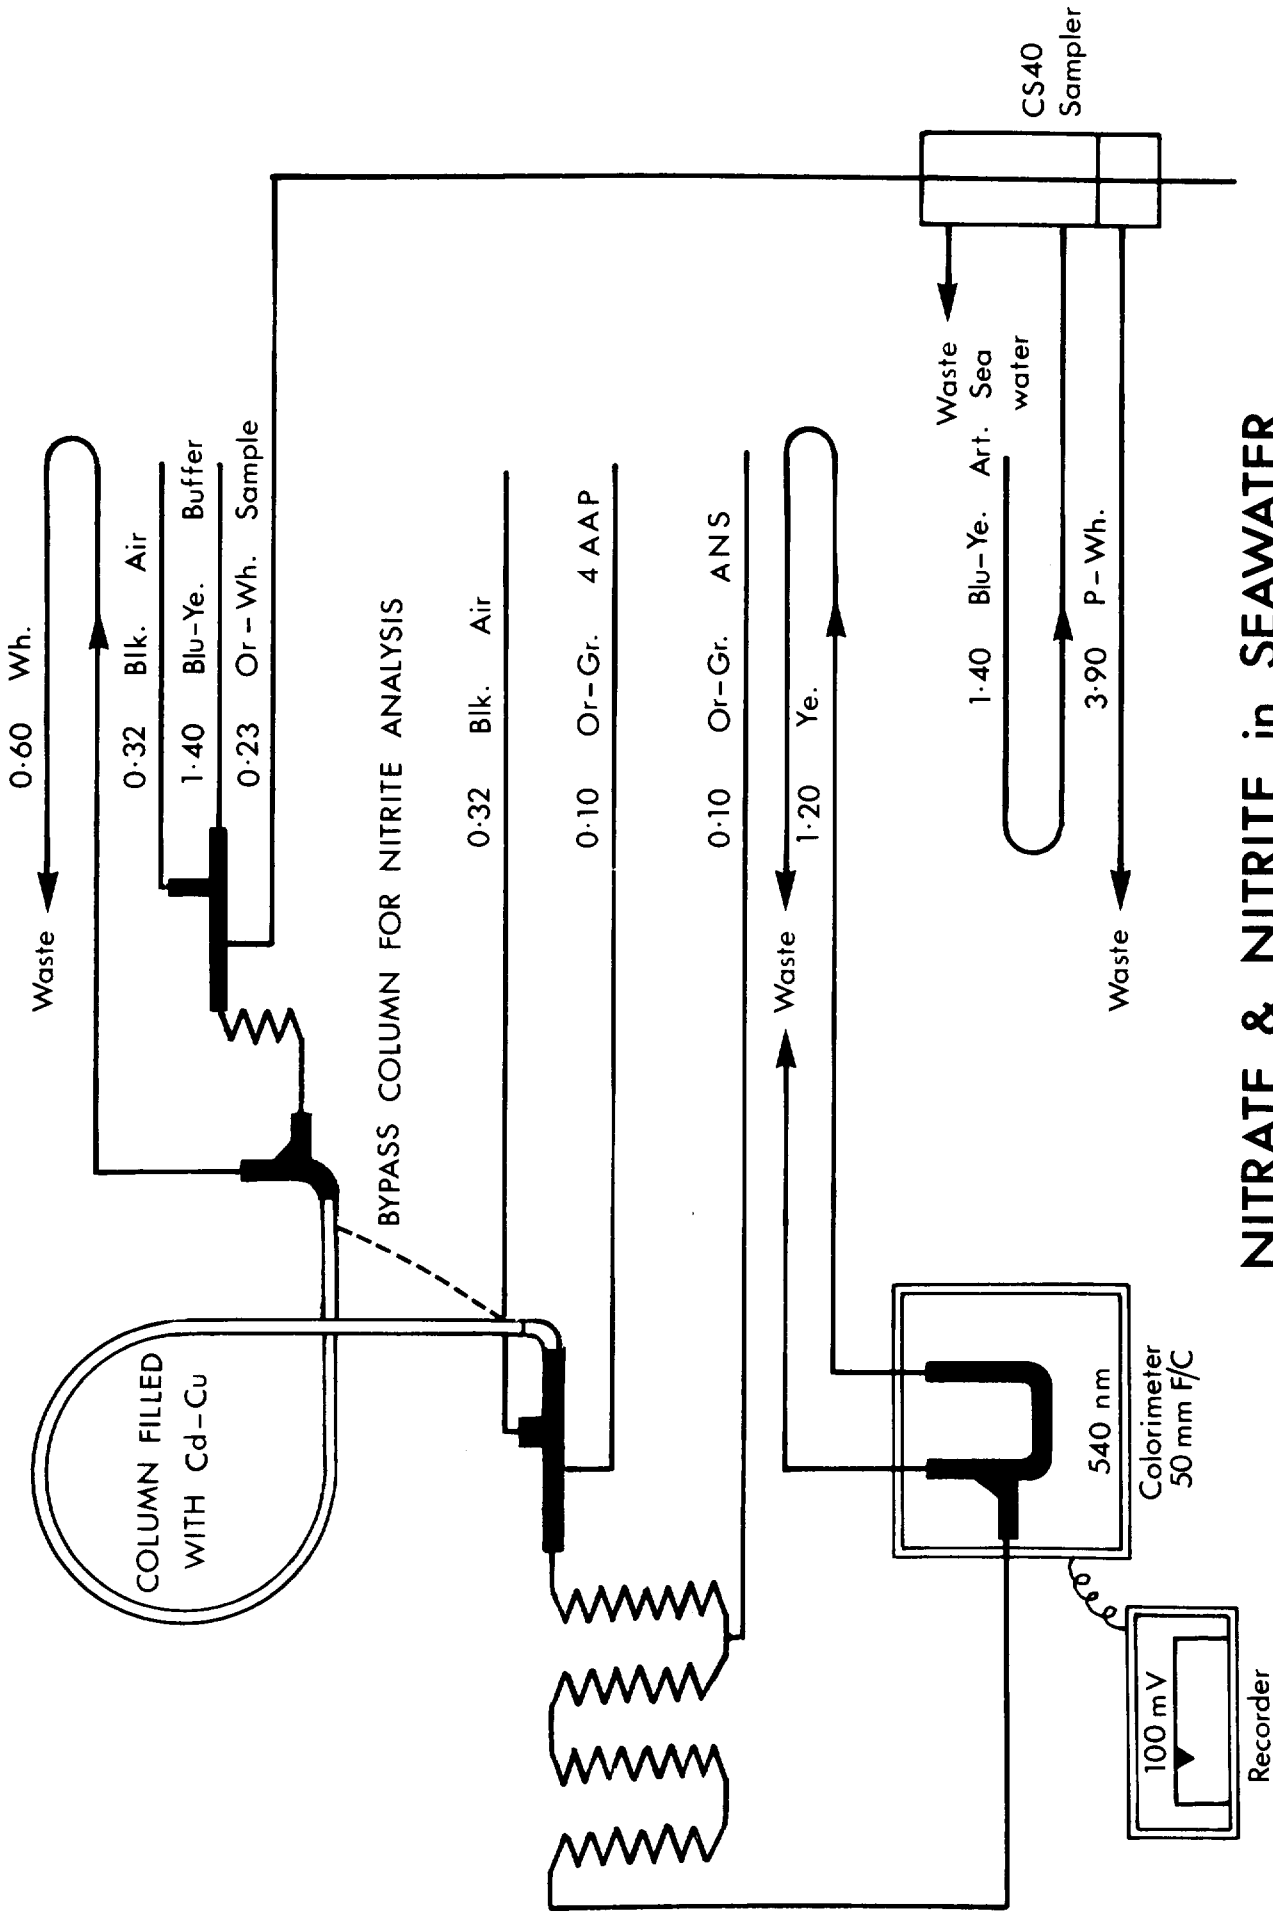 0·60 Wh.
Waste
0·32 Blk. Air
1·40 Blu-Ye. Buffer
0·23 Or-Wh. Sample
COLUMN FILLED
WITH Cd-Cu
BYPASS COLUMN FOR NITRITE ANALYSIS
0·32 Blk. Air
0·10 Or-Gr. 4 AAP
0·10 Or-Gr. ANS
Waste
1·20 Ye.
CS40
Sampler
Waste
1·40 Blu-Ye. Art. Sea
water
3·90 P-Wh.
Waste
540 nm
Colorimeter
50 mm F/C
100 mV
Recorder
NITRATE & NITRITE in SEAWATER